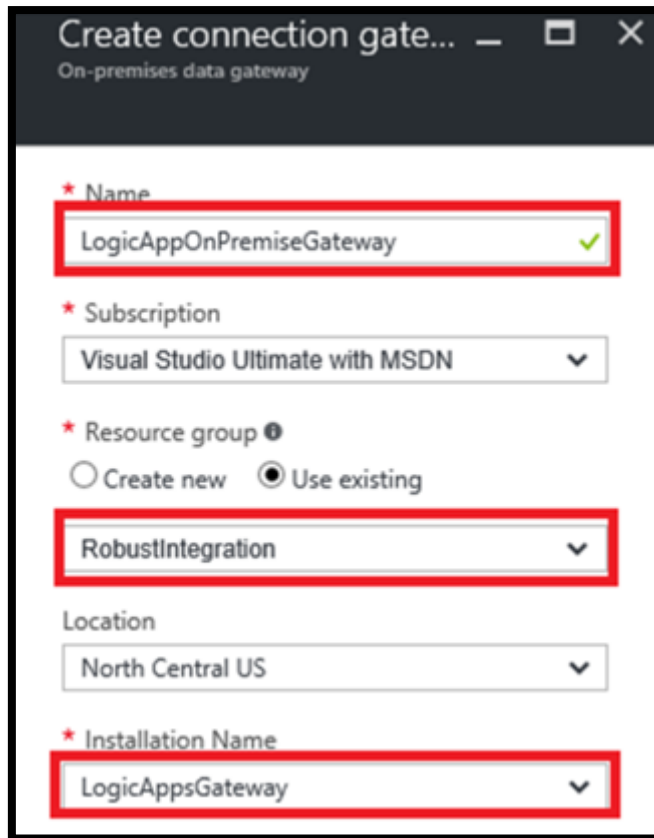 Create connection gate...
On-premises data gateway
* Name
LogicAppOnPremiseGateway
* Subscription
Visual Studio Ultimate with MSDN
* Resource group
Create new Use existing
RobustIntegration
Location
North Central US
* Installation Name
LogicAppsGateway